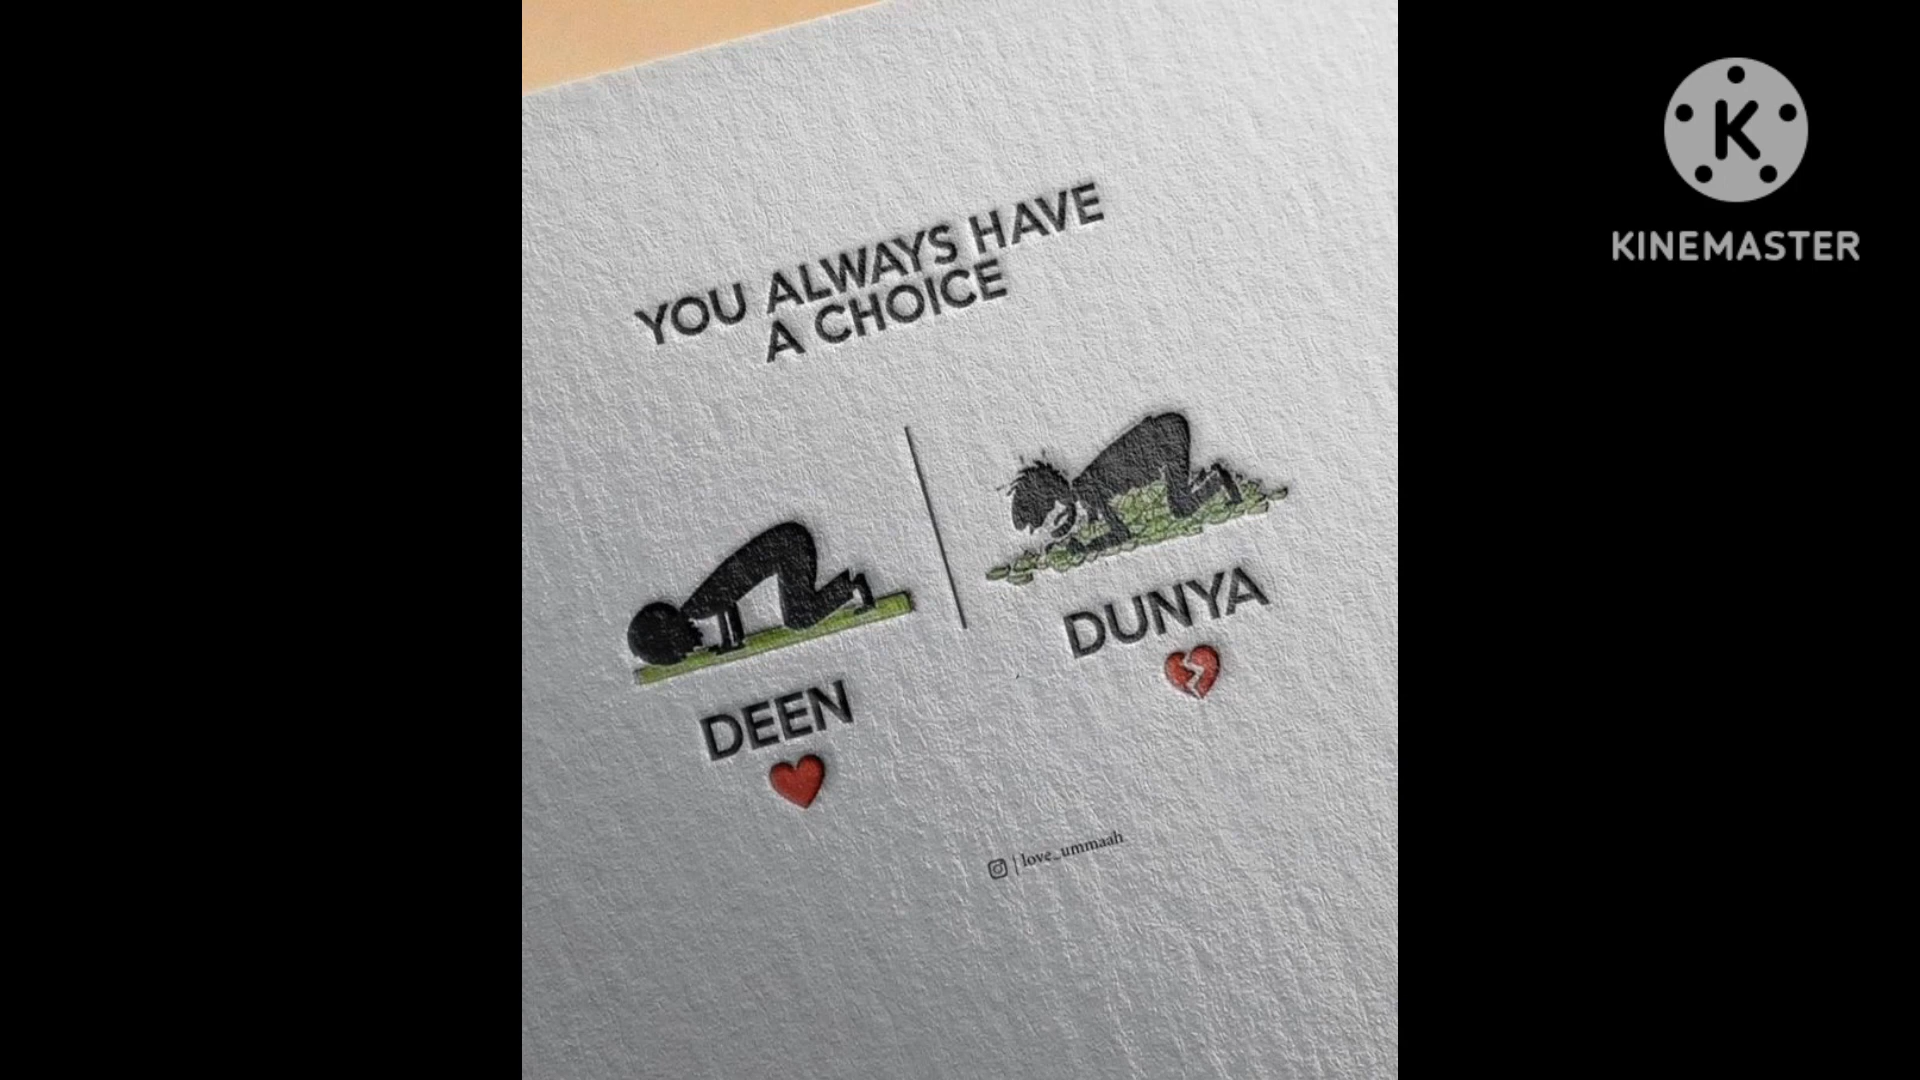 YOU ALWAYS HAVE
A CHOICE
DEEN
DUNYA
love_ummaah
K
KINEMASTER